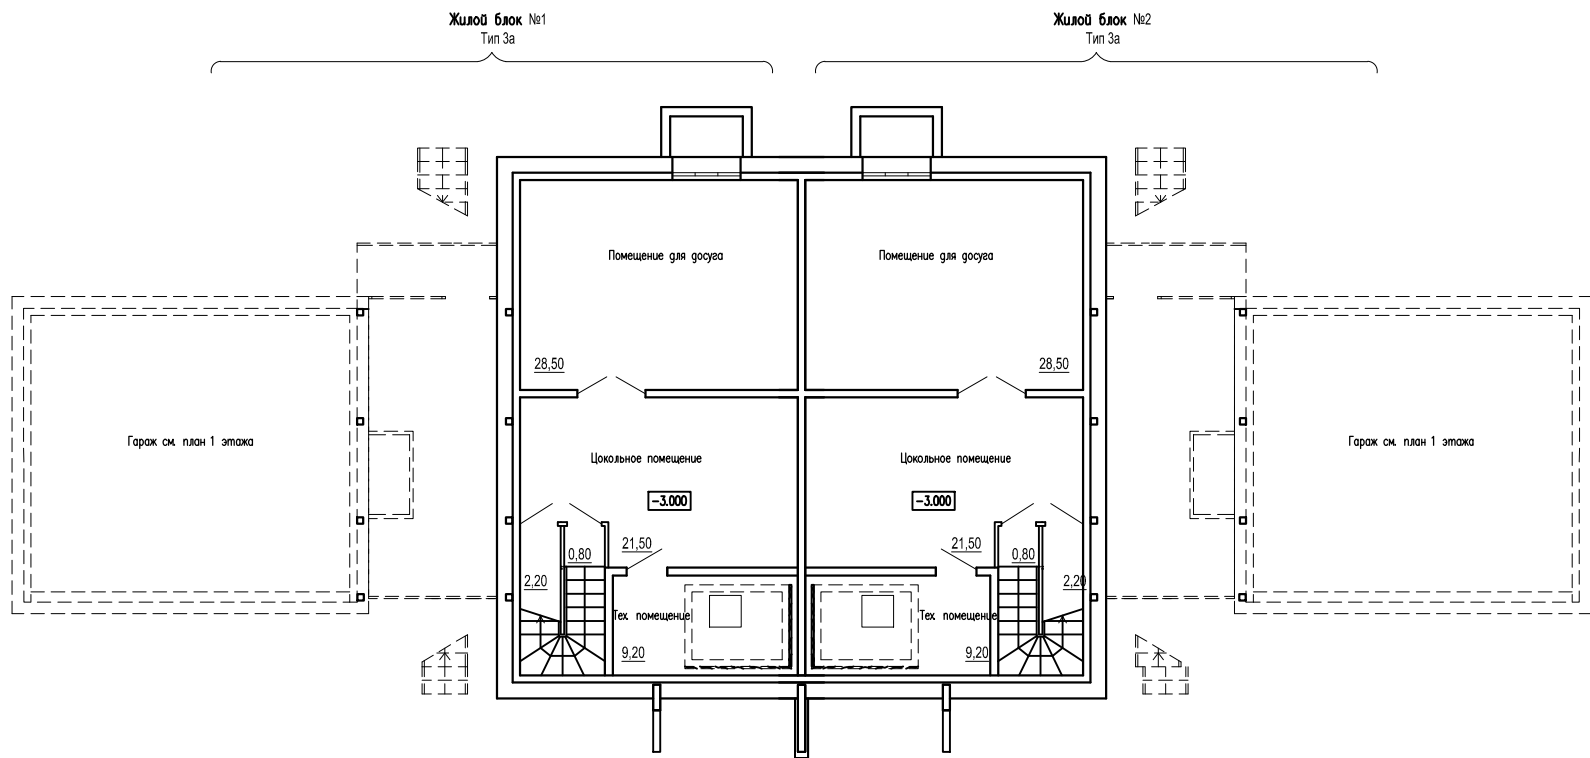 Жилой блок №1
Тип 3а
Жилой блок №2
Тип 3а
Помещение для досуга
Помещение для досуга
28,50
28,50
Гараж см. план 1 этажа
Гараж см. план 1 этажа
Цокольное помещение
Цокольное помещение
-3.000
-3.000
21,50
21,50
0,80
0,80
2,20
2,20
Тех. помещение
Тех. помещение
9,20
9,20